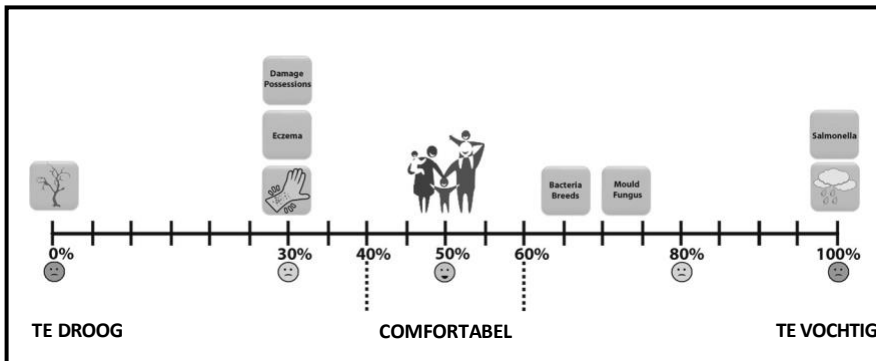 Damage
Possessions
Eczema
Bacteria
Breeds
Mould
Fungus
Salmonella
0%
30%
40%
50%
60%
80%
100%
TE DROOG
COMFORTABEL
TE VOCHTIG